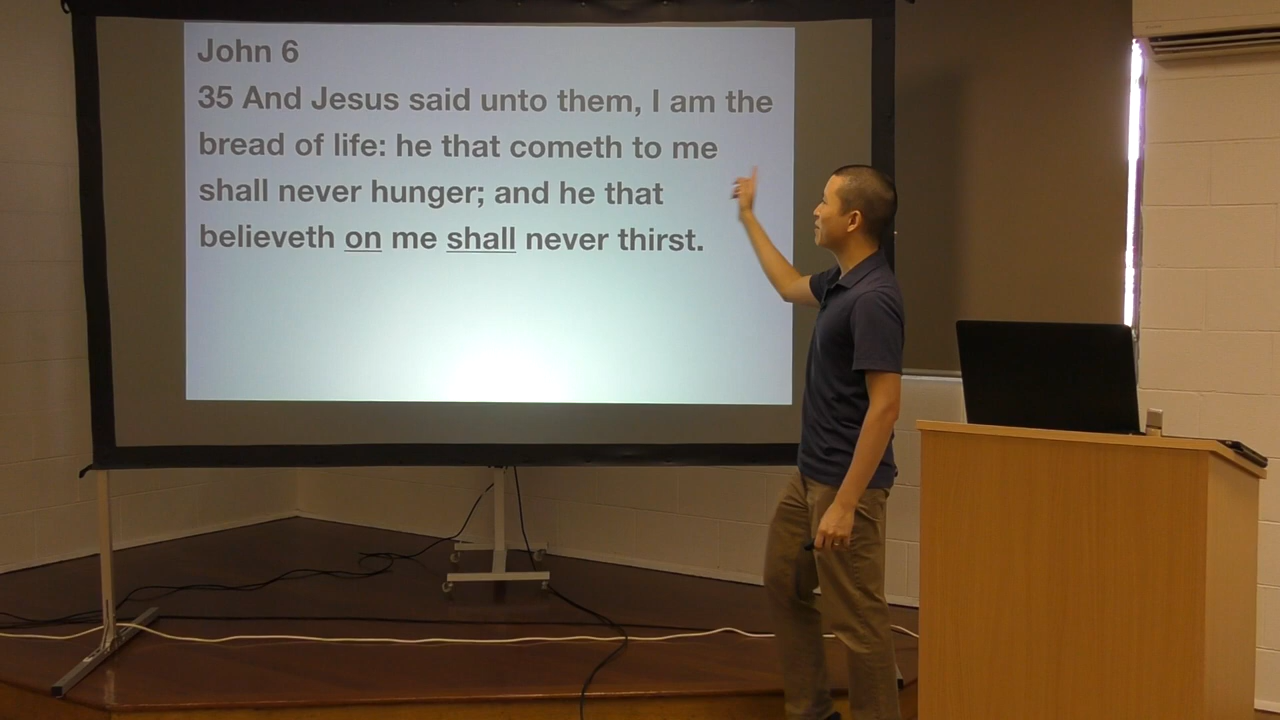 John 6
35 And Jesus said unto them, I am the
bread of life: he that cometh to me
shall never hunger; and he that
believeth on me shall never thirst.